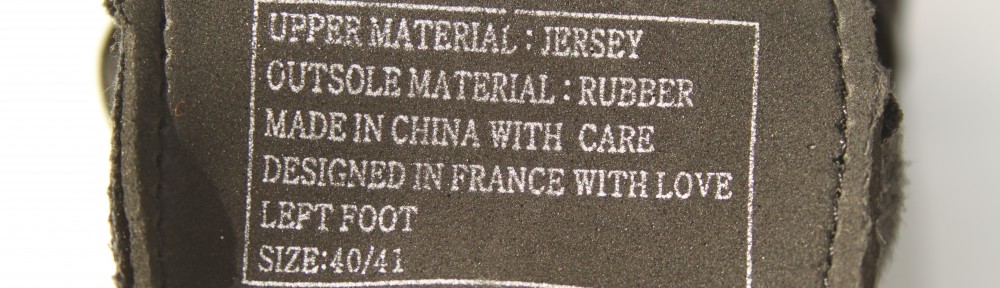 UPPER MATERIAL : JERSEY
OUTSOLE MATERIAL : RUBBER
MADE IN CHINA WITH CARE
DESIGNED IN FRANCE WITH LOVE
LEFT FOOT
SIZE:40/41